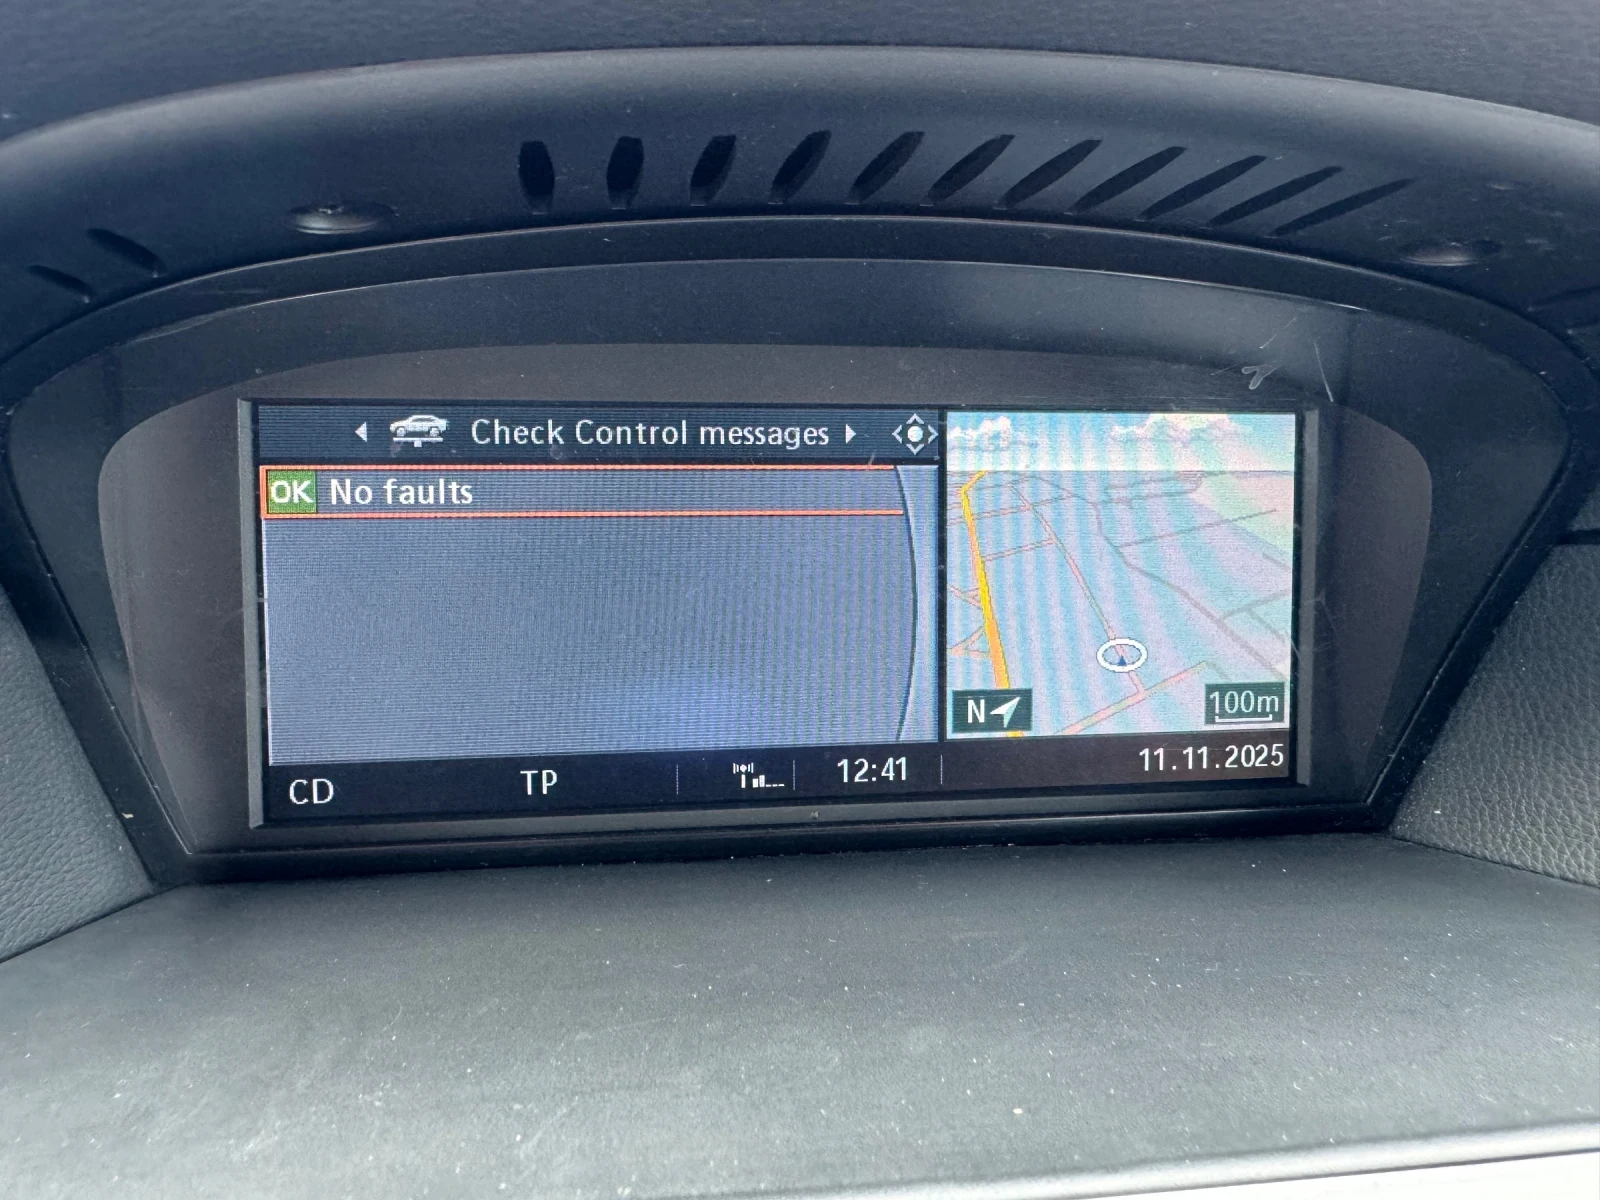 Check Control messages
OK No faults
N
100m
CD TP 12:41 11.11.2025